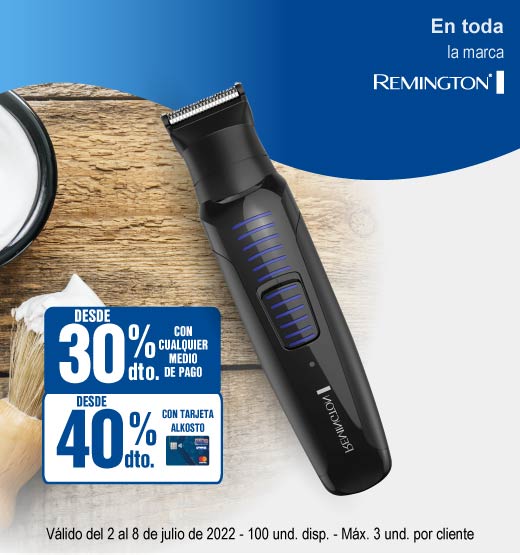 En toda
la marca
REMINGTON
DESDE
30% dto.
CON
CUALQUIER
MEDIO
DE PAGO
DESDE
40% dto.
CON TARJETA
ALKOSTO
REMINGTON
Válido del 2 al 8 de julio de 2022 - 100 und. disp. - Máx. 3 und. por cliente